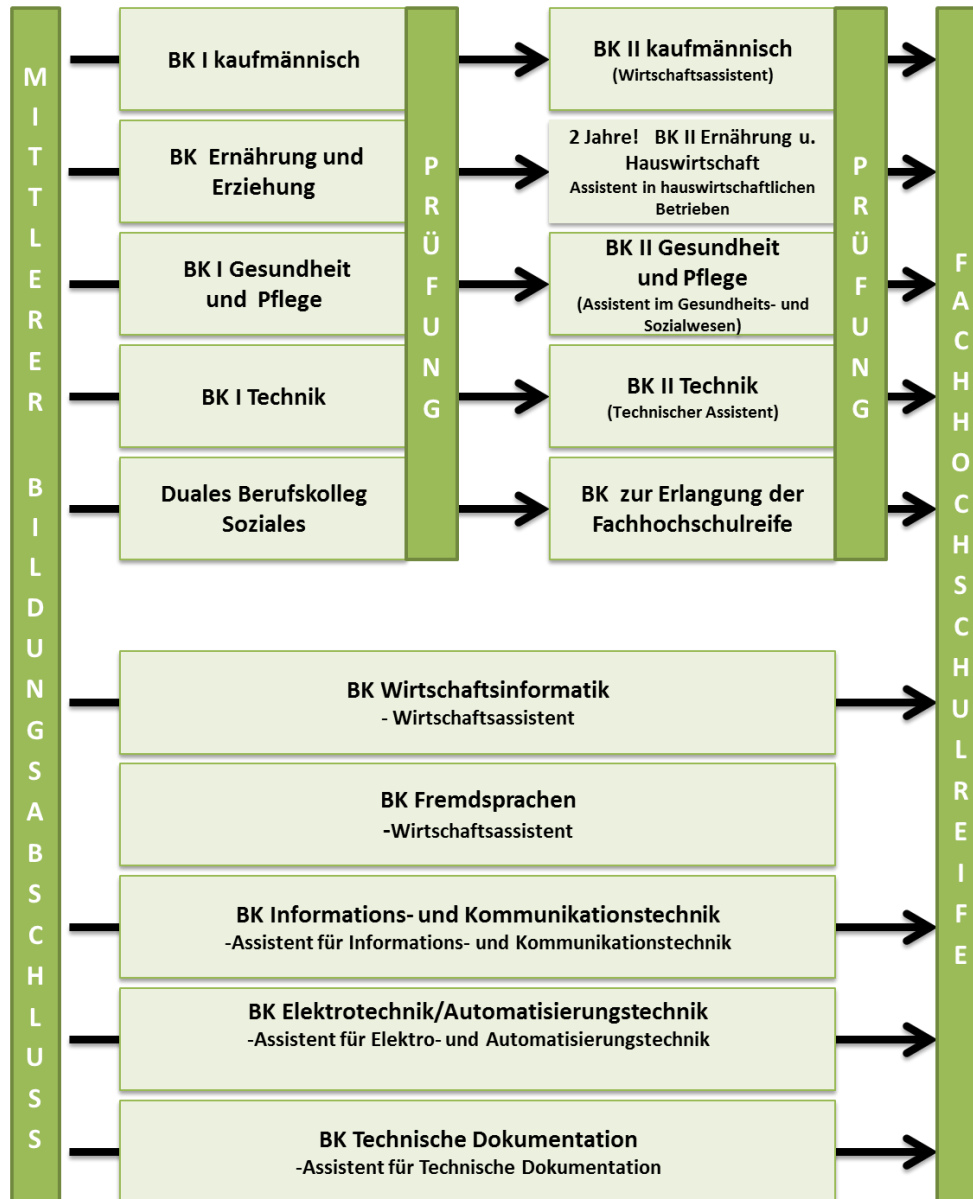 MITTLERER BILDUNGSABSCHLUSS
BK I kaufmännisch
BK Ernährung und
Erziehung
BK I Gesundheit
und Pflege
BK I Technik
Duales Berufskolleg
Soziales
PRÜFUNG
BK II kaufmännisch
(Wirtschaftsassistent)
2 Jahre! BK II Ernährung u.
Hauswirtschaft
Assistent in hauswirtschaftlichen
Betrieben
BK II Gesundheit
und Pflege
(Assistent im Gesundheits- und
Sozialwesen)
BK II Technik
(Technischer Assistent)
BK zur Erlangung der
Fachhochschulreife
PRÜFUNG
FACHHOCHSCHULREIFE
BK Wirtschaftsinformatik
- Wirtschaftsassistent
BK Fremdsprachen
-Wirtschaftsassistent
BK Informations- und Kommunikationstechnik
-Assistent für Informations- und Kommunikationstechnik
BK Elektrotechnik/Automatisierungstechnik
-Assistent für Elektro- und Automatisierungstechnik
BK Technische Dokumentation
-Assistent für Technische Dokumentation